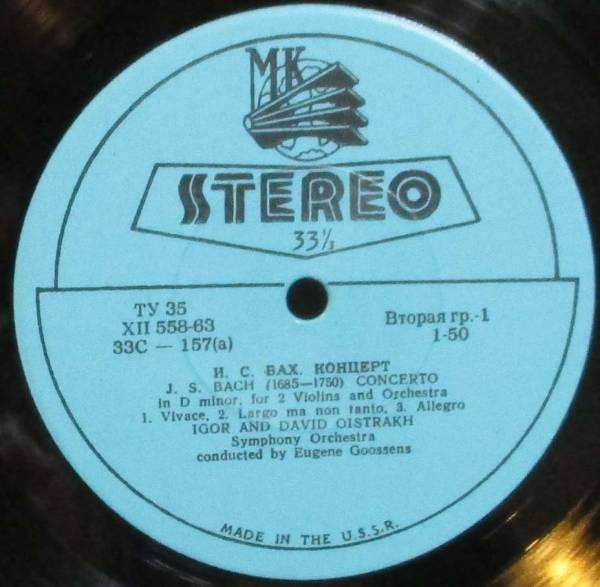 МК
STEREO
33⅓
ТУ 35
XII 558-63
33С — 157(а)
Вторая гр.-1
1-50
И. С. БАХ. КОНЦЕРТ
J. S. BACH (1685—1750) CONCERTO
in D minor, for 2 Violins and Orchestra
1. Vivace, 2. Largo ma non tanto, 3. Allegro
IGOR AND DAVID OISTRAKH
Symphony Orchestra
conducted by Eugene Goossens
MADE IN THE U.S.S.R.